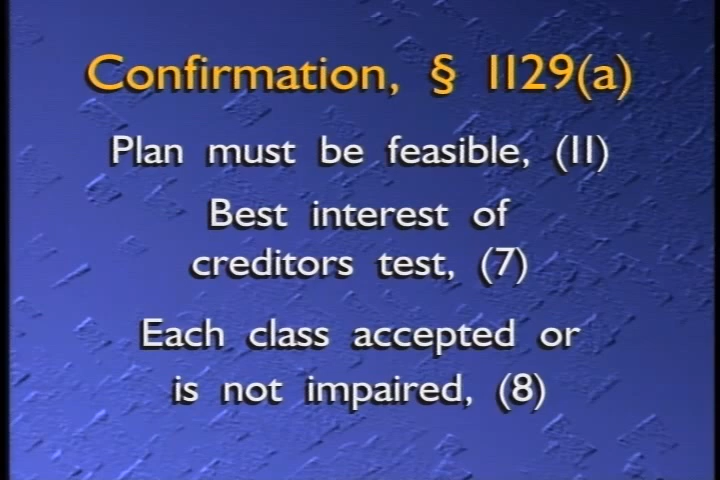 Confirmation, § 1129(a)
Plan must be feasible, (11)
Best interest of
creditors test, (7)
Each class accepted or
is not impaired, (8)